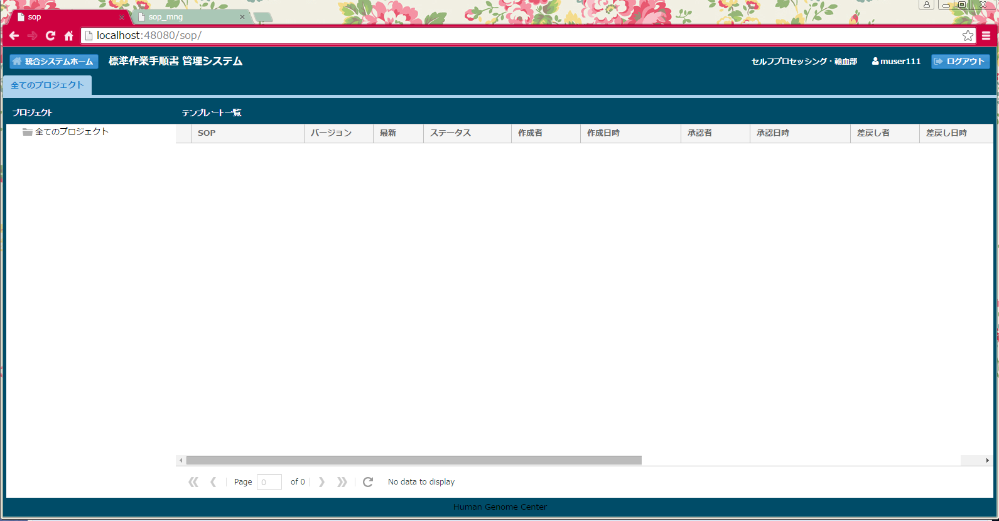 sop
sop_mng
localhost:48080/sop/
統合システムホーム 標準作業手順書 管理システム セルフプロセッシング・輸血部 muser111 ログアウト
全てのプロジェクト
プロジェクト テンプレート一覧
全てのプロジェクト
SOP バージョン 最新 ステータス 作成者 作成日時 承認者 承認日時 差戻し者 差戻し日時
Page 0 of 0 No data to display
Human Genome Center